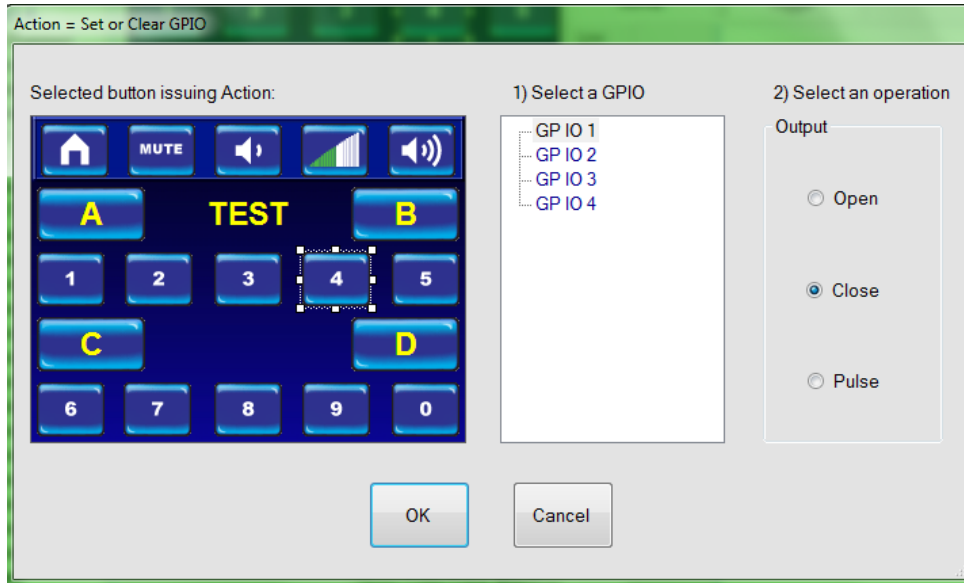 Action = Set or Clear GPIO
Selected button issuing Action:
1) Select a GPIO
2) Select an operation
MUTE
A
TEST
B
1
2
3
4
5
C
D
6
7
8
9
0
GP IO 1
GP IO 2
GP IO 3
GP IO 4
Output
Open
Close
Pulse
OK
Cancel